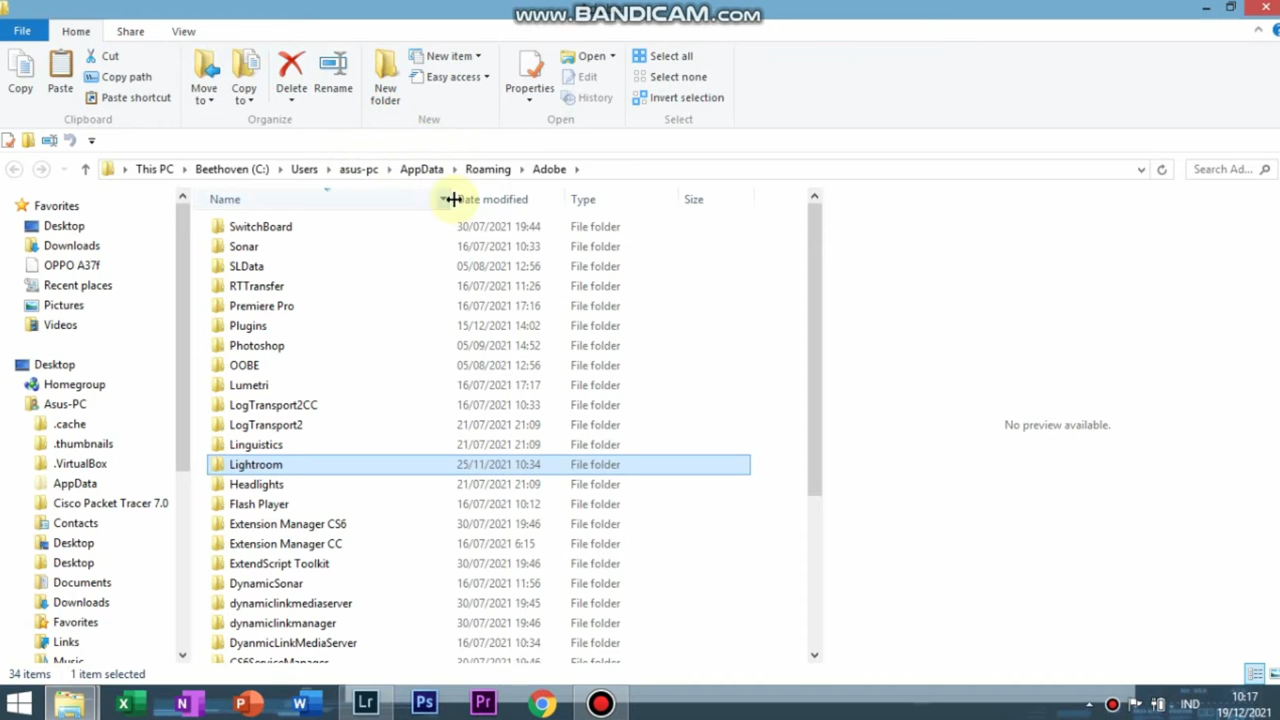 www.BANDICAM.com
File Home Share View
Copy
Paste
Cut
Copy path
Paste shortcut
Clipboard
Move to
Copy to
Delete
Rename
Organize
New folder
New item
Easy access
New
Properties
Open
Edit
History
Open
Select all
Select none
Invert selection
Select
This PC Beethoven (C:) Users asus-pc AppData Roaming Adobe
Search Ad...
Favorites
Desktop
Downloads
OPPO A37f
Recent places
Pictures
Videos
Desktop
Homegroup
Asus-PC
.cache
.thumbnails
.VirtualBox
AppData
Cisco Packet Tracer 7.0
Contacts
Desktop
Desktop
Documents
Downloads
Favorites
Links
Music
Name Date modified Type Size
SwitchBoard 30/07/2021 19:44 File folder
Sonar 16/07/2021 10:33 File folder
SLData 05/08/2021 12:56 File folder
RTTransfer 16/07/2021 11:26 File folder
Premiere Pro 16/07/2021 17:16 File folder
Plugins 15/12/2021 14:02 File folder
Photoshop 05/09/2021 14:52 File folder
OOBE 05/08/2021 12:56 File folder
Lumetri 16/07/2021 17:17 File folder
LogTransport2CC 16/07/2021 10:33 File folder
LogTransport2 21/07/2021 21:09 File folder
Linguistics 21/07/2021 21:09 File folder
Lightroom 25/11/2021 10:34 File folder
Headlights 21/07/2021 21:09 File folder
Flash Player 16/07/2021 10:12 File folder
Extension Manager CS6 30/07/2021 19:46 File folder
Extension Manager CC 16/07/2021 6:15 File folder
ExtendScript Toolkit 30/07/2021 19:46 File folder
DynamicSonar 16/07/2021 11:56 File folder
dynamiclinkmediaserver 30/07/2021 19:45 File folder
dynamiclinkmanager 30/07/2021 19:46 File folder
DyanmicLinkMediaServer 16/07/2021 10:34 File folder
CS6ServiceManager 30/07/2021 19:46 File folder
No preview available.
34 items 1 item selected
Lr Ps Pr
IND
10:17
19/12/2021